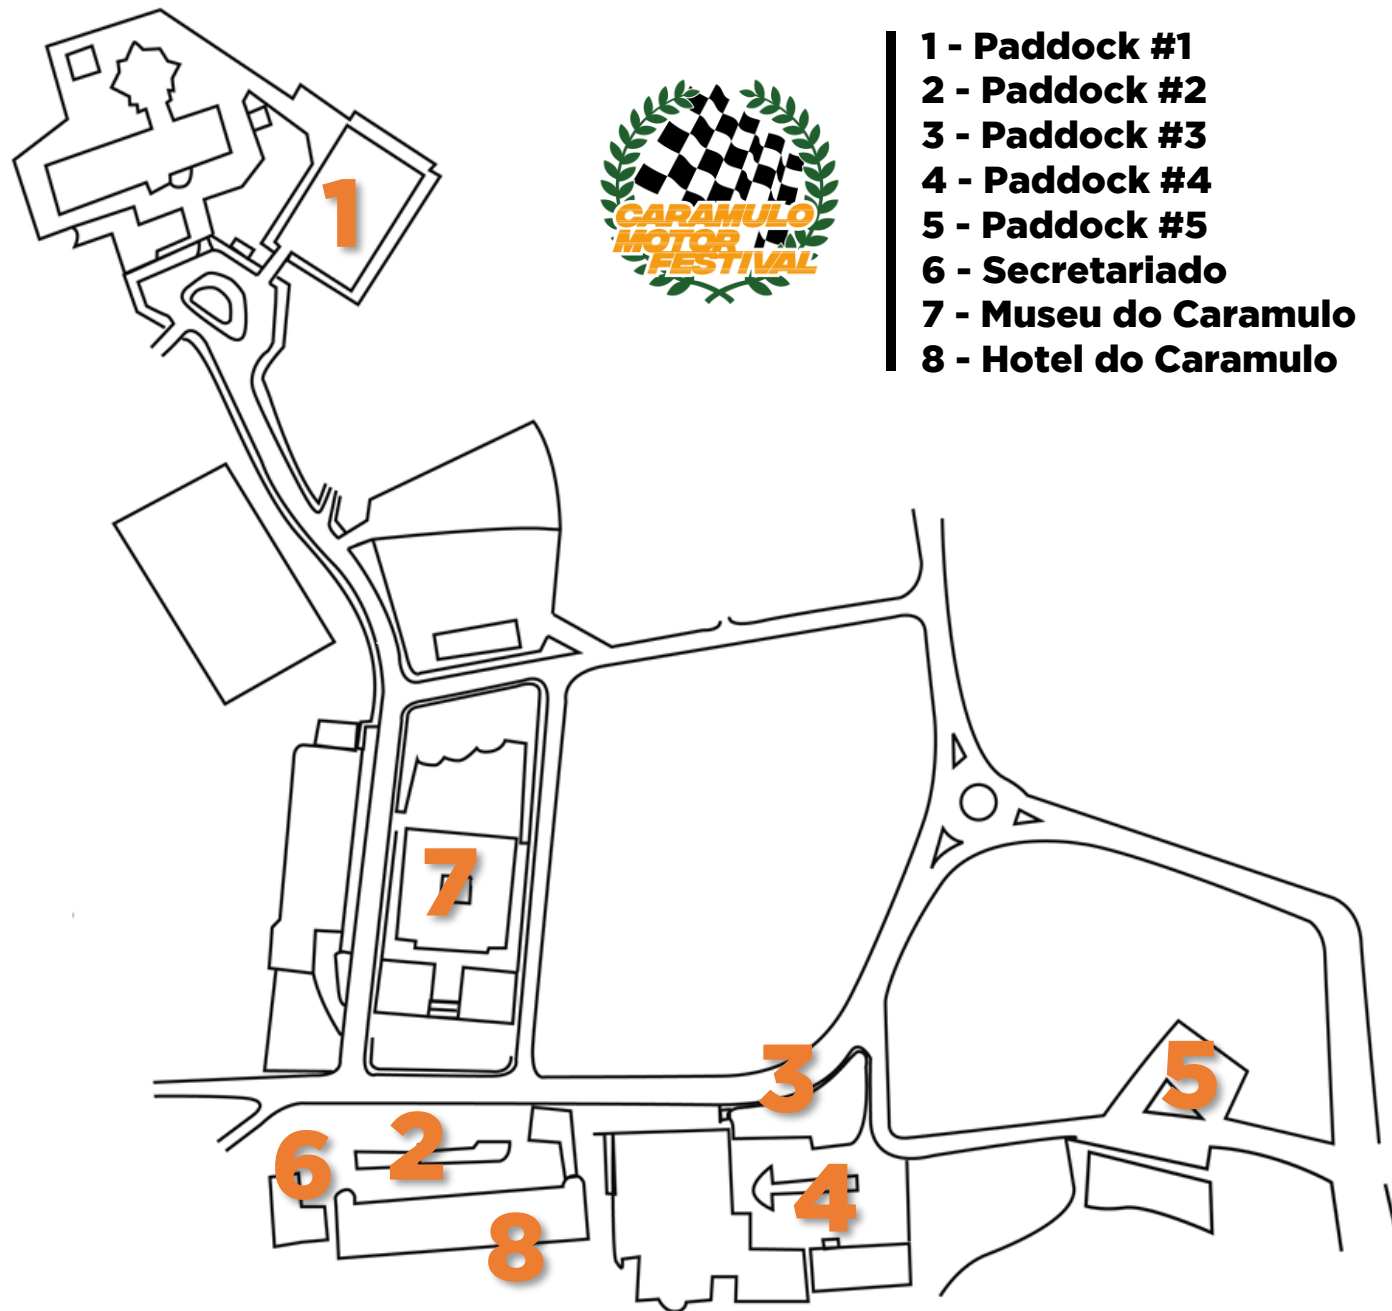 1 - Paddock #1
2 - Paddock #2
3 - Paddock #3
4 - Paddock #4
5 - Paddock #5
6 - Secretariado
7 - Museu do Caramulo
8 - Hotel do Caramulo
CARAMULO
MOTOR
FESTIVAL
1
7
3
5
2
6
4
8